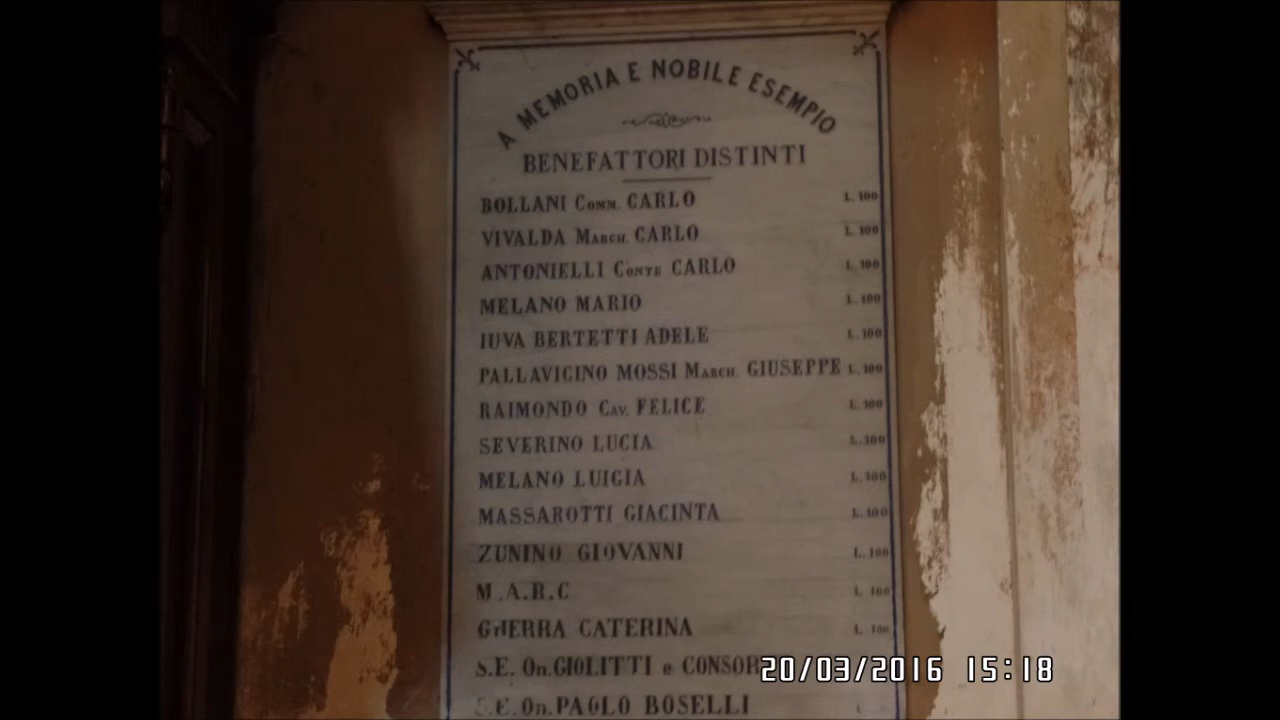 A MEMORIA E NOBILE ESEMPIO
BENEFATTORI DISTINTI
BOLLANI COMM. CARLO L.100
VIVALDA MARCH. CARLO L.100
ANTONIELLI CONTE CARLO L.100
MELANO MARIO L.100
IUVA BERTETTI ADELE L.100
PALLAVICINO MOSSI MARCH. GIUSEPPE L.100
RAIMONDO CAV. FELICE L.100
SEVERINO LUCIA L.100
MELANO LUIGIA L.100
MASSAROTTI GIACINTA L.100
ZUNINO GIOVANNI L.100
M.A.R.C L.100
GUERRA CATERINA L.100
S.E. On. GIOLITTI e
S.E. On. PAOLO BOSELLI
20/03/2016 15:18